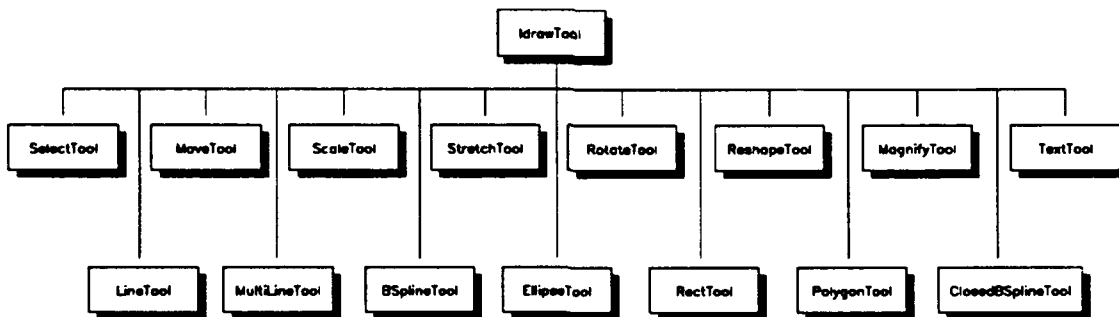 IdrawTool
SelectTool MoveTool ScaleTool StretchTool RotateTool ReshapeTool MagnifyTool TextTool
LineTool MultiLineTool BSplineTool EllipseTool RectTool PolygonTool ClosedBSplineTool